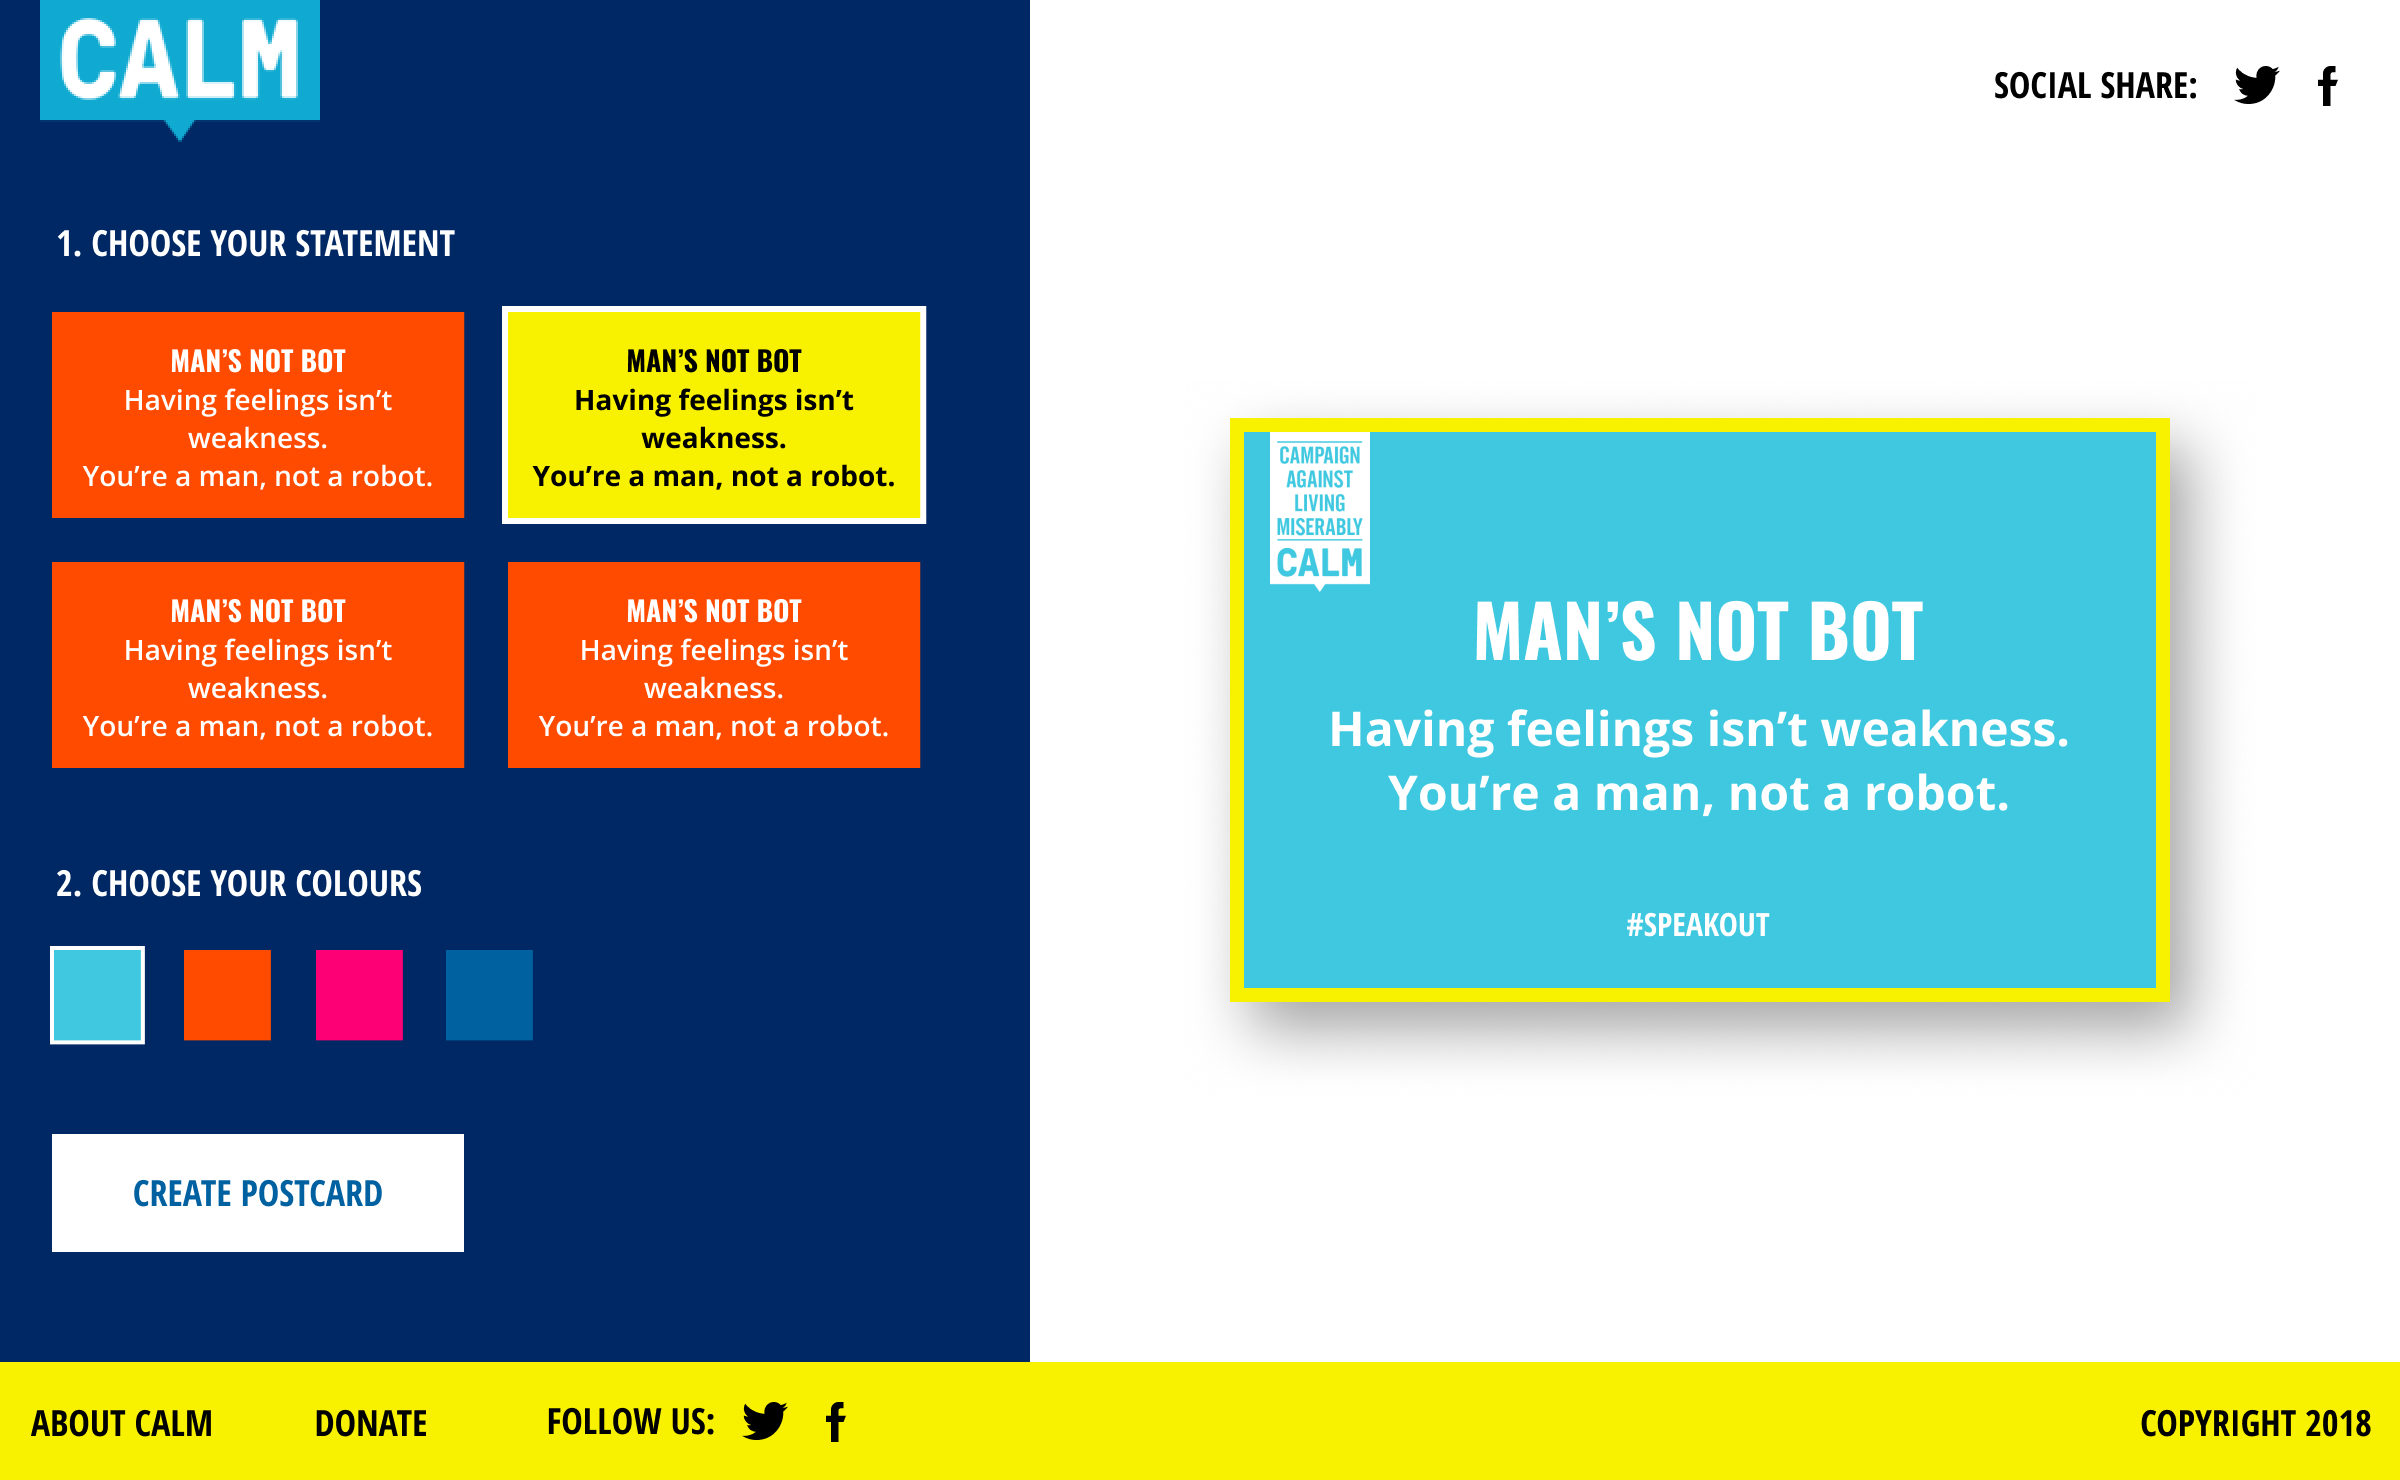 CALM
SOCIAL SHARE:
1. CHOOSE YOUR STATEMENT
MAN’S NOT BOT
Having feelings isn’t
weakness.
You’re a man, not a robot.
MAN’S NOT BOT
Having feelings isn’t
weakness.
You’re a man, not a robot.
MAN’S NOT BOT
Having feelings isn’t
weakness.
You’re a man, not a robot.
MAN’S NOT BOT
Having feelings isn’t
weakness.
You’re a man, not a robot.
2. CHOOSE YOUR COLOURS
CREATE POSTCARD
CAMPAIGN
AGAINST
LIVING
MISERABLY
CALM
MAN’S NOT BOT
Having feelings isn’t weakness.
You’re a man, not a robot.
#SPEAKOUT
ABOUT CALM
DONATE
FOLLOW US:
COPYRIGHT 2018